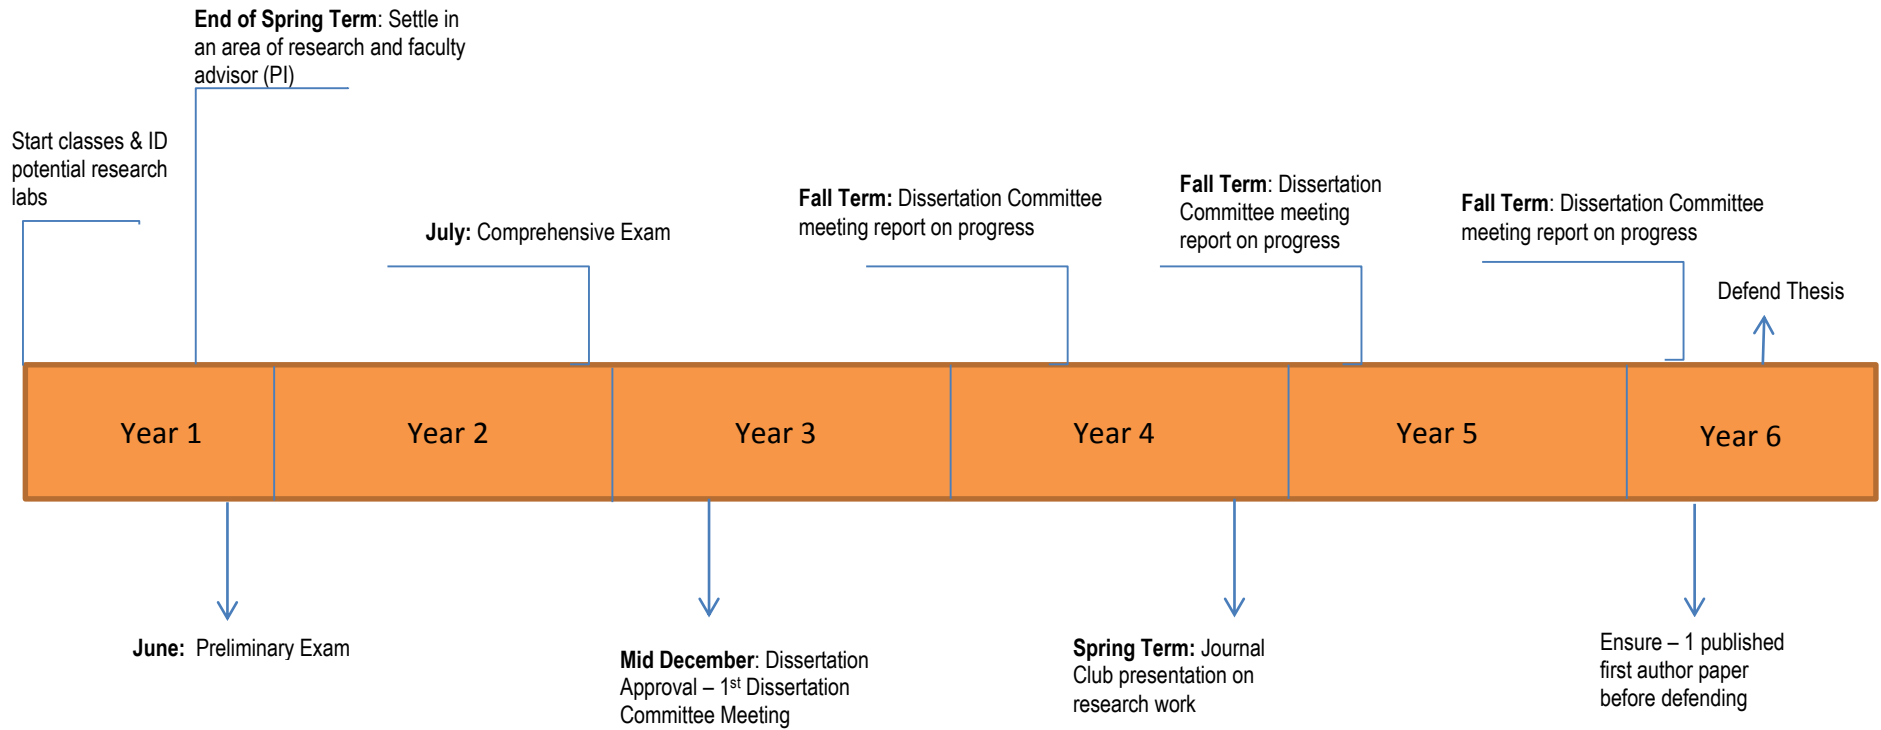 End of Spring Term: Settle in
an area of research and faculty
advisor (PI)
Start classes & ID
potential research
labs
July: Comprehensive Exam
Fall Term: Dissertation Committee
meeting report on progress
Fall Term: Dissertation
Committee meeting
report on progress
Fall Term: Dissertation Committee
meeting report on progress
Defend Thesis
Year 1
Year 2
Year 3
Year 4
Year 5
Year 6
June: Preliminary Exam
Mid December: Dissertation
Approval – 1st Dissertation
Committee Meeting
Spring Term: Journal
Club presentation on
research work
Ensure – 1 published
first author paper
before defending